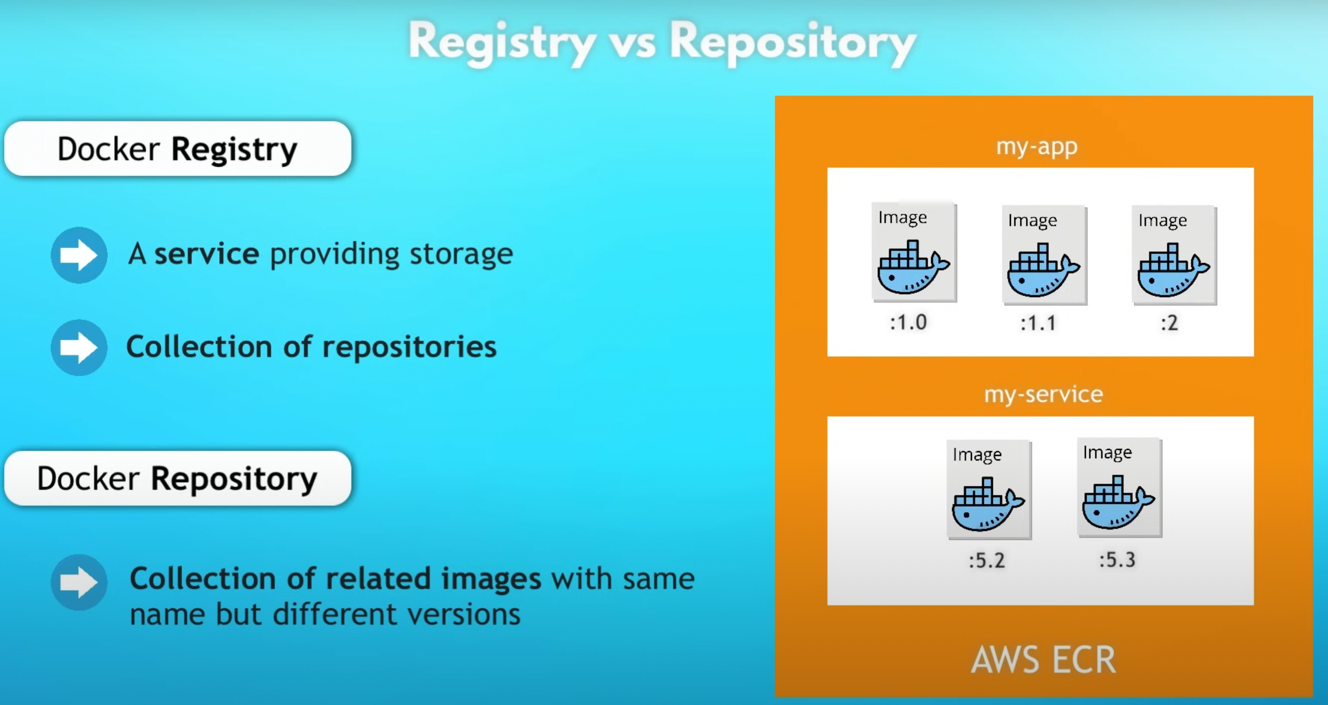 Registry vs Repository
Docker Registry
A service providing storage
Collection of repositories
Docker Repository
Collection of related images with same
name but different versions
my-app
Image
Image
Image
:1.0
:1.1
:2
my-service
Image
Image
:5.2
:5.3
AWS ECR